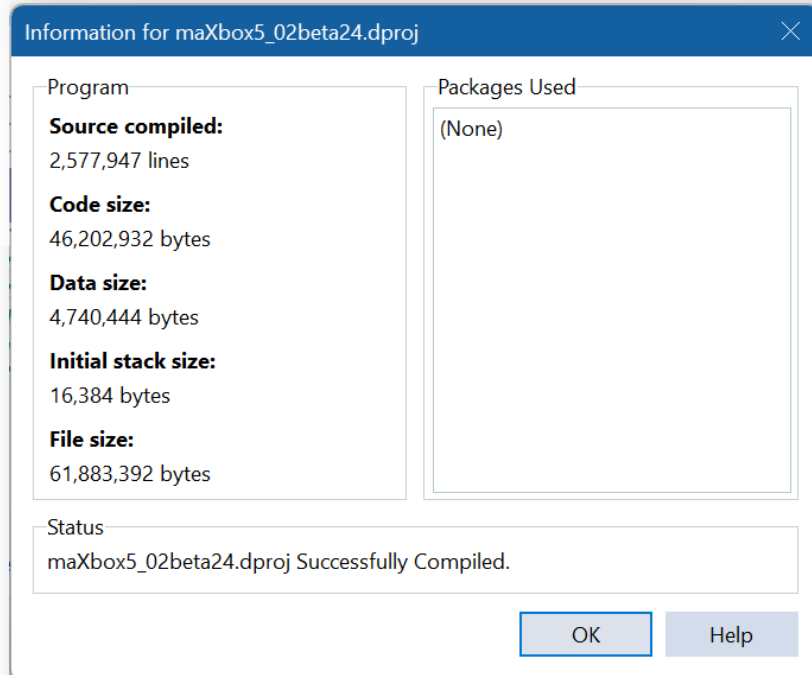 Information for maXbox5_02beta24.dproj
Program
Source compiled:
2,577,947 lines
Code size:
46,202,932 bytes
Data size:
4,740,444 bytes
Initial stack size:
16,384 bytes
File size:
61,883,392 bytes
Packages Used
(None)
Status
maXbox5_02beta24.dproj Successfully Compiled.
OK
Help